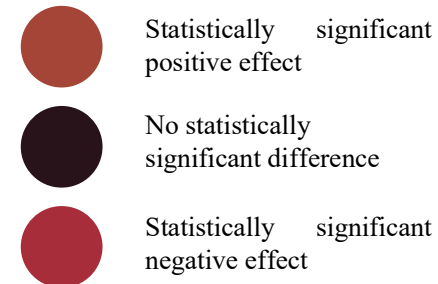 Statistically significant
positive effect
No statistically
significant difference
Statistically significant
negative effect